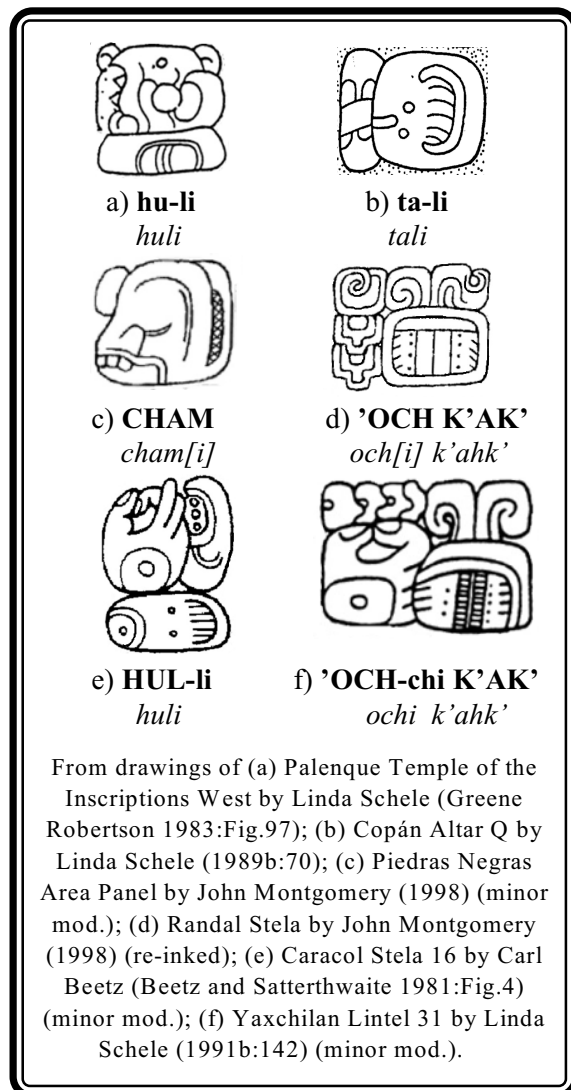 a) hu-li
huli
b) ta-li
tali
c) CHAM
cham[i]
d) ’OCH K’AK’
och[i] k’ahk’
e) HUL-li
huli
f) ’OCH-chi K’AK’
ochi k’ahk’
From drawings of (a) Palenque Temple of the
Inscriptions West by Linda Schele (Greene
Robertson 1983:Fig.97); (b) Copán Altar Q by
Linda Schele (1989b:70); (c) Piedras Negras
Area Panel by John Montgomery (1998) (minor
mod.); (d) Randal Stela by John Montgomery
(1998) (re-inked); (e) Caracol Stela 16 by Carl
Beetz (Beetz and Satterthwaite 1981:Fig.4)
(minor mod.); (f) Yaxchilan Lintel 31 by Linda
Schele (1991b:142) (minor mod.).